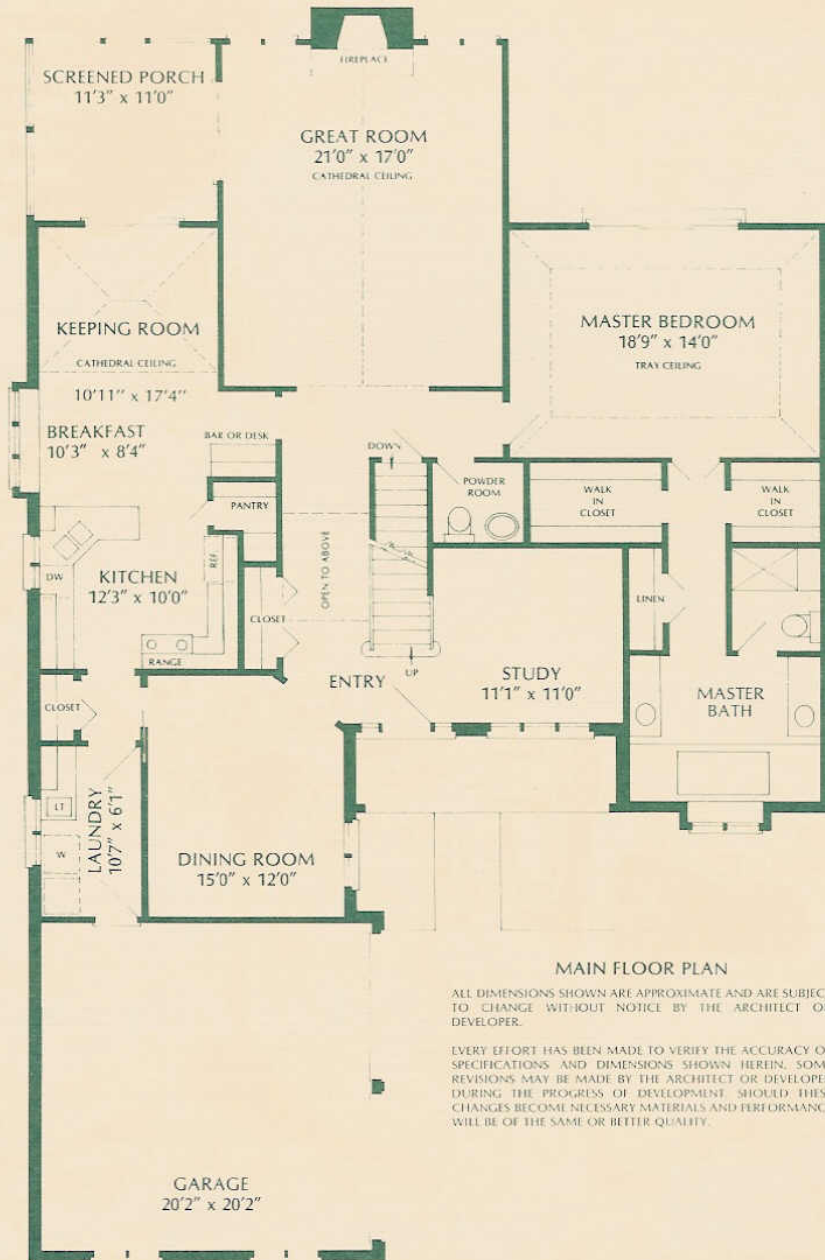 FIREPLACE
SCREENED PORCH
11'3" x 11'0"
GREAT ROOM
21'0" x 17'0"
CATHEDRAL CEILING
KEEPING ROOM
CATHEDRAL CEILING
10'11" x 17'4"
MASTER BEDROOM
18'9" x 14'0"
TRAY CEILING
BREAKFAST
10'3" x 8'4"
BAR OR DESK
DOWN
PANTRY
POWDER
ROOM
WALK
IN
CLOSET
WALK
IN
CLOSET
DW
KITCHEN
12'3" x 10'0"
REF.
OPEN TO ABOVE
CLOSET
LINEN
RANGE
UP
ENTRY
STUDY
11'1" x 11'0"
MASTER
BATH
CLOSET
LT
W
LAUNDRY
10'7" x 6'1"
DINING ROOM
15'0" x 12'0"
MAIN FLOOR PLAN
ALL DIMENSIONS SHOWN ARE APPROXIMATE AND ARE SUBJEC
TO CHANGE WITHOUT NOTICE BY THE ARCHITECT O
DEVELOPER.
EVERY EFFORT HAS BEEN MADE TO VERIFY THE ACCURACY O
SPECIFICATIONS AND DIMENSIONS SHOWN HEREIN. SOM
REVISIONS MAY BE MADE BY THE ARCHITECT OR DEVELOPE
DURING THE PROGRESS OF DEVELOPMENT. SHOULD THES
CHANGES BECOME NECESSARY MATERIALS AND PERFORMANC
WILL BE OF THE SAME OR BETTER QUALITY.
GARAGE
20'2" x 20'2"